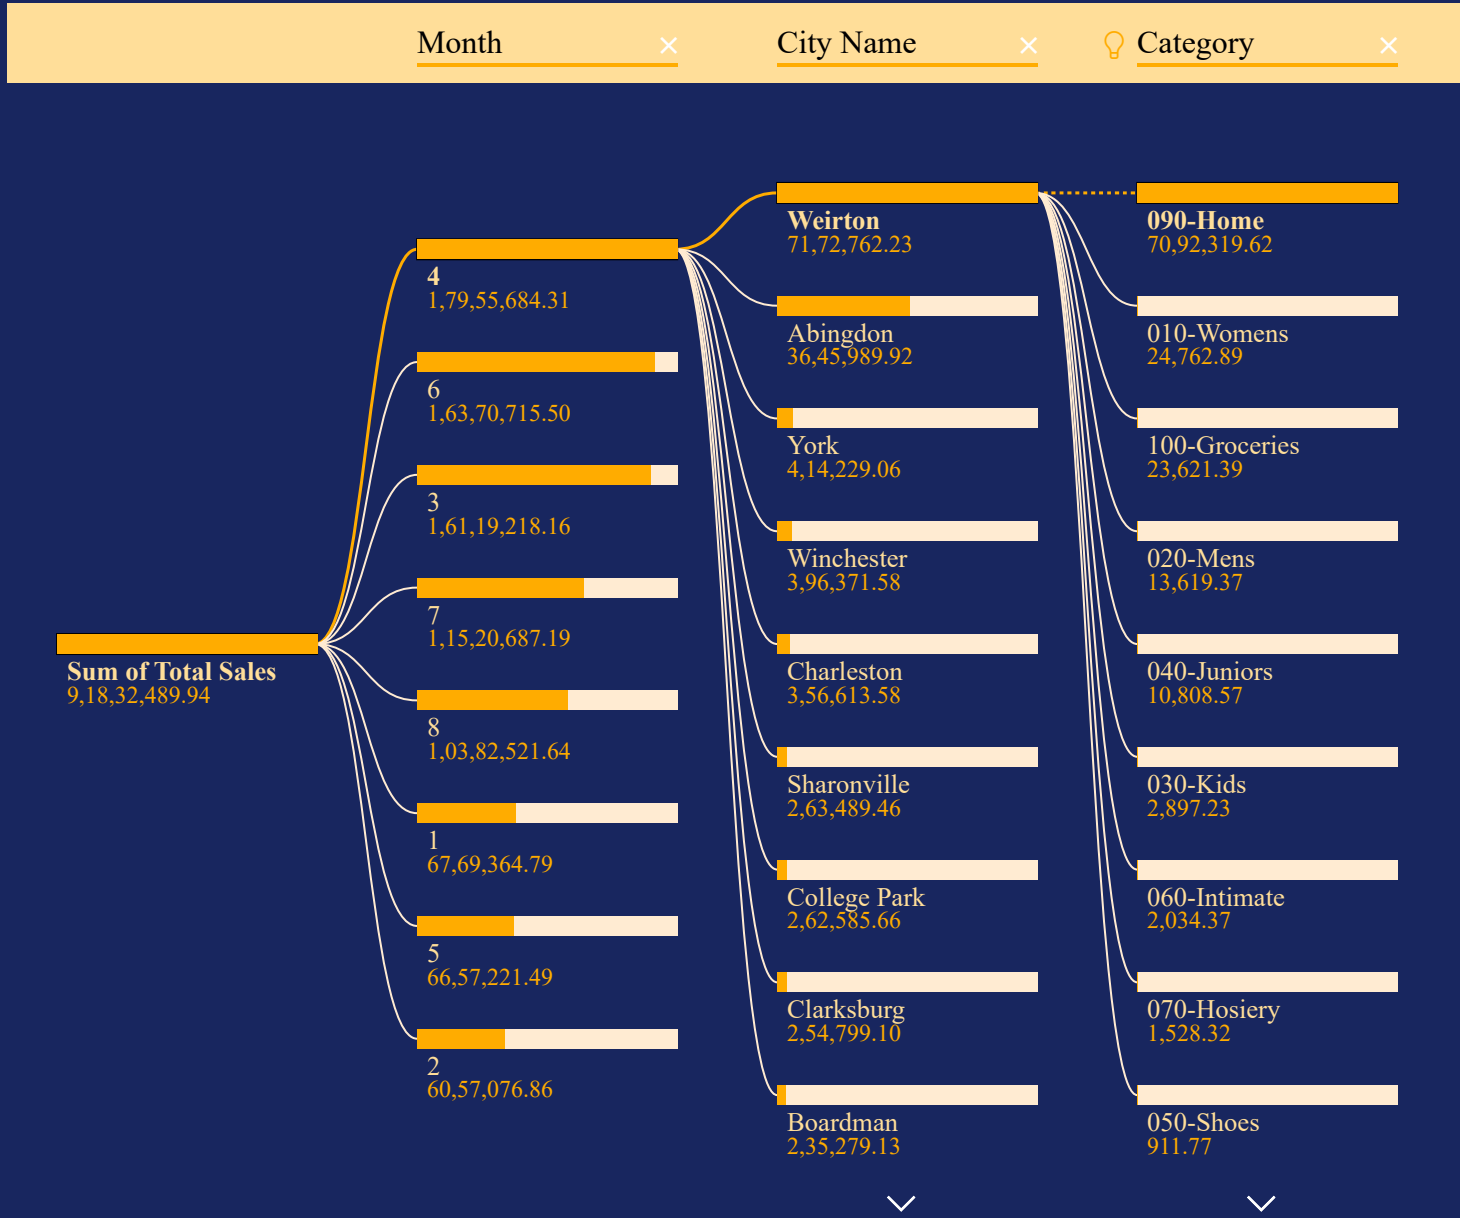 Month
City Name
Category
Sum of Total Sales
9,18,32,489.94
4
1,79,55,684.31
6
1,63,70,715.50
3
1,61,19,218.16
7
1,15,20,687.19
8
1,03,82,521.64
1
67,69,364.79
5
66,57,221.49
2
60,57,076.86
Weirton
71,72,762.23
Abingdon
36,45,989.92
York
4,14,229.06
Winchester
3,96,371.58
Charleston
3,56,613.58
Sharonville
2,63,489.46
College Park
2,62,585.66
Clarksburg
2,54,799.10
Boardman
2,35,279.13
090-Home
70,92,319.62
010-Womens
24,762.89
100-Groceries
23,621.39
020-Mens
13,619.37
040-Juniors
10,808.57
030-Kids
2,897.23
060-Intimate
2,034.37
070-Hosiery
1,528.32
050-Shoes
911.77